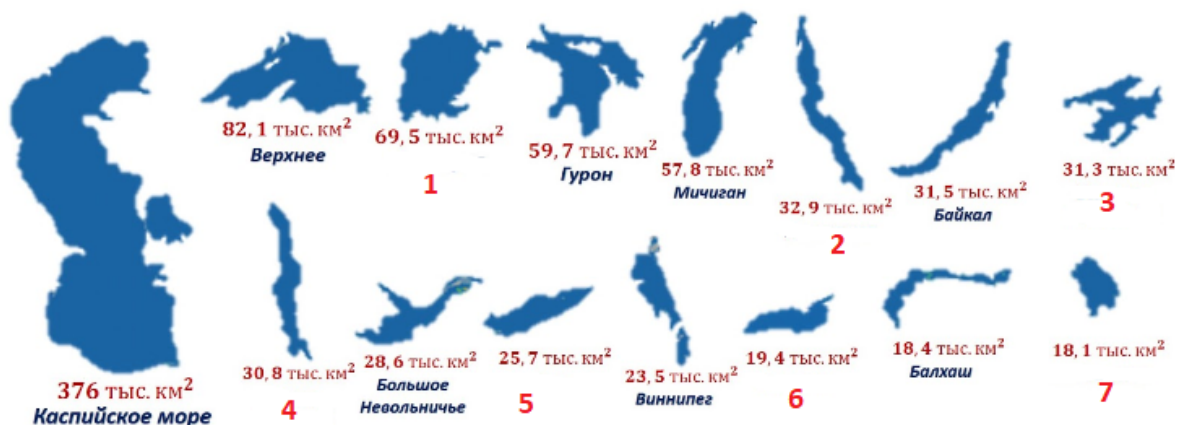 82,1 тыс. км²
Верхнее
69,5 тыс. км²
1
59,7 тыс. км²
Гурон
57,8 тыс. км²
Мичиган
32,9 тыс. км²
2
31,5 тыс. км²
Байкал
31,3 тыс. км²
3
376 тыс. км²
Каспийское море
30,8 тыс. км²
4
28,6 тыс. км²
Большое
Невольничье
25,7 тыс. км²
5
23,5 тыс. км²
Виннипег
19,4 тыс. км²
6
18,4 тыс. км²
Балхаш
18,1 тыс. км²
7